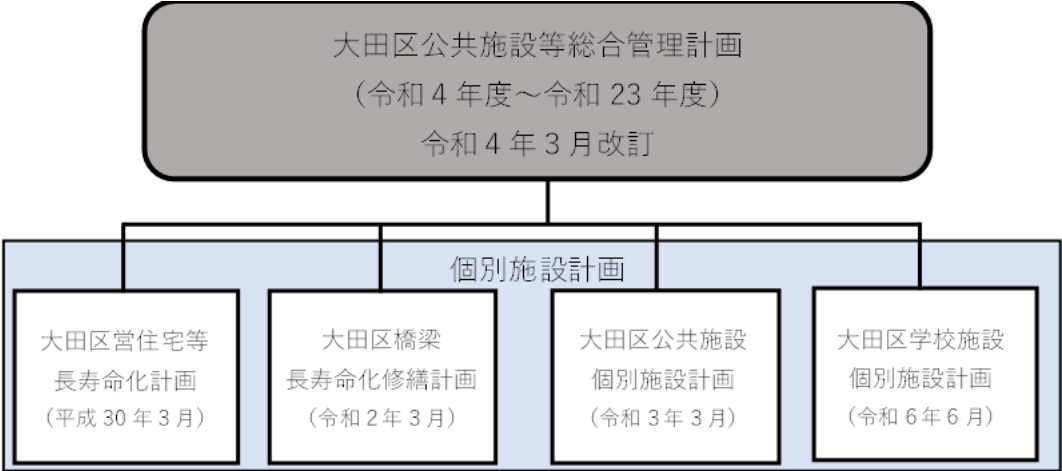 大田区公共施設等総合管理計画
（令和４年度～令和 23 年度）
令和４年３月改訂
個別施設計画
大田区営住宅等
長寿命化計画
（平成 30 年３月）
大田区橋梁
長寿命化修繕計画
（令和２年３月）
大田区公共施設
個別施設計画
（令和３年３月）
大田区学校施設
個別施設計画
（令和６年６月）